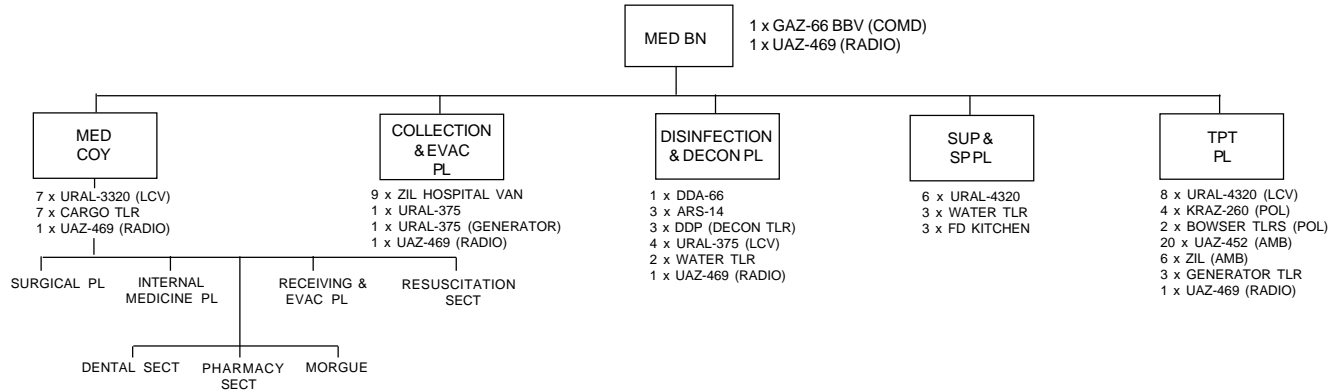 MED BN
1 x GAZ-66 BBV (COMD)
1 x UAZ-469 (RADIO)
MED
COY
7 x URAL-3320 (LCV)
7 x CARGO TLR
1 x UAZ-469 (RADIO)
COLLECTION
& EVAC
PL
9 x ZIL HOSPITAL VAN
1 x URAL-375
1 x URAL-375 (GENERATOR)
1 x UAZ-469 (RADIO)
DISINFECTION
& DECON PL
1 x DDA-66
3 x ARS-14
3 x DDP (DECON TLR)
4 x URAL-375 (LCV)
2 x WATER TLR
1 x UAZ-469 (RADIO)
SUP &
SP PL
6 x URAL-4320
3 x WATER TLR
3 x FD KITCHEN
TPT
PL
8 x URAL-4320 (LCV)
4 x KRAZ-260 (POL)
2 x BOWSER TLRS (POL)
20 x UAZ-452 (AMB)
6 x ZIL (AMB)
3 x GENERATOR TLR
1 x UAZ-469 (RADIO)
SURGICAL PL
INTERNAL
MEDICINE PL
RECEIVING &
EVAC PL
RESUSCITATION
SECT
DENTAL SECT
PHARMACY
SECT
MORGUE